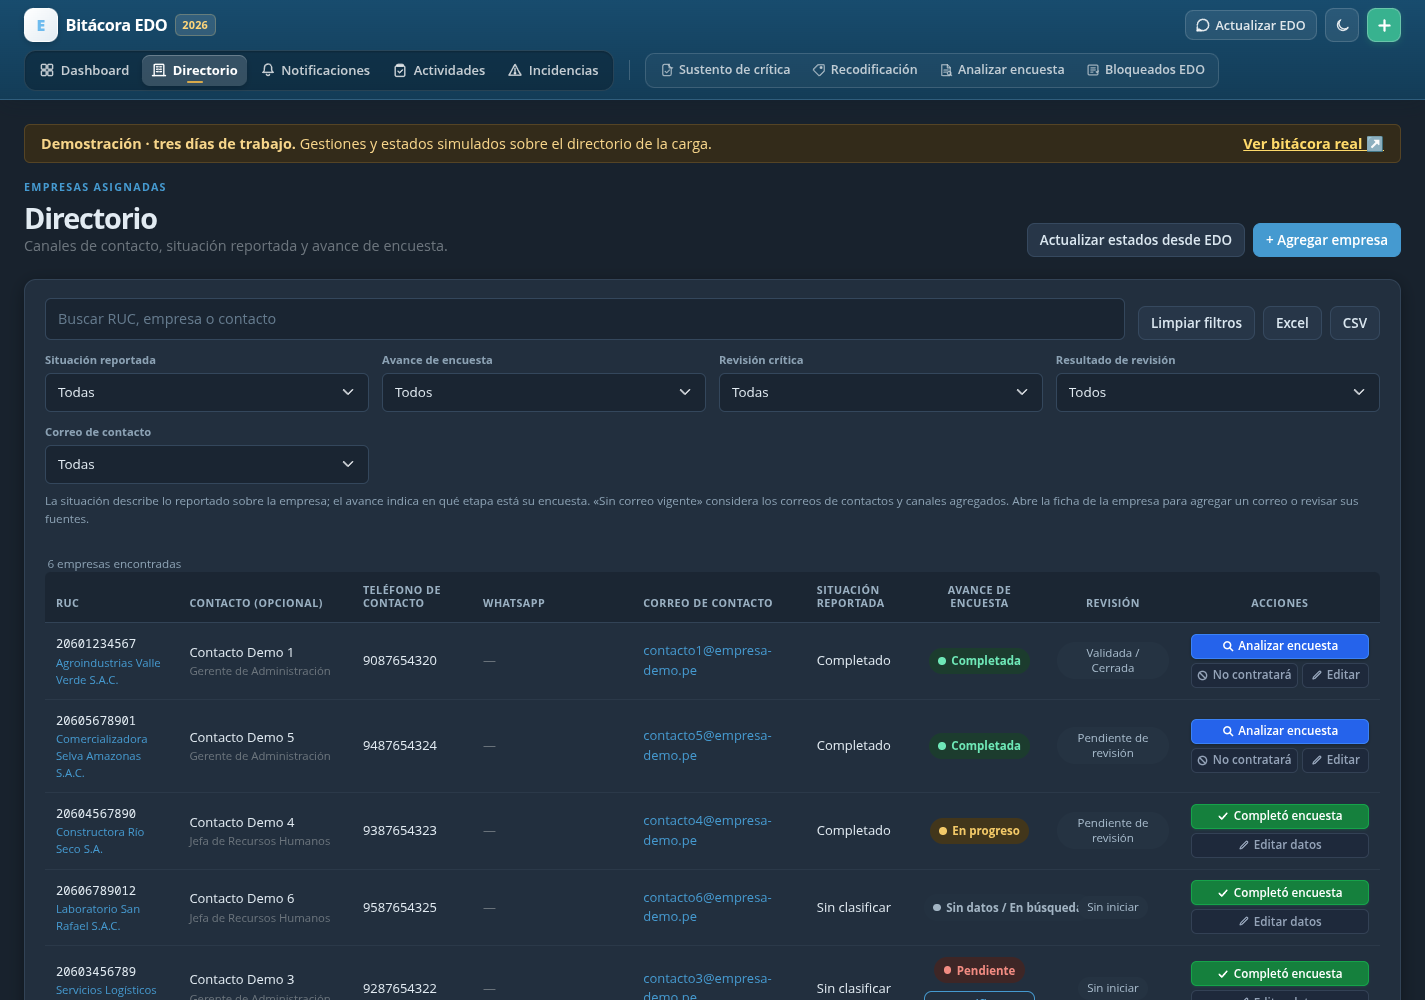 E Bitácora EDO 2026 Actualizar EDO
Dashboard Directorio Notificaciones Actividades Incidencias Sustento de crítica Recodificación Analizar encuesta Bloqueados EDO
Demostración · tres días de trabajo. Gestiones y estados simulados sobre el directorio de la carga. Ver bitácora real ↗
EMPRESAS ASIGNADAS
Directorio
Canales de contacto, situación reportada y avance de encuesta.
Actualizar estados desde EDO + Agregar empresa
Buscar RUC, empresa o contacto Limpiar filtros Excel CSV
Situación reportada Avance de encuesta Revisión crítica Resultado de revisión
Todas Todos Todas Todos
Correo de contacto
Todas
La situación describe lo reportado sobre la empresa; el avance indica en qué etapa está su encuesta. «Sin correo vigente» considera los correos de contactos y canales agregados. Abre la ficha de la empresa para agregar un correo o revisar sus
fuentes.
6 empresas encontradas
RUC CONTACTO (OPCIONAL) TELÉFONO DE CONTACTO WHATSAPP CORREO DE CONTACTO SITUACIÓN REPORTADA AVANCE DE ENCUESTA REVISIÓN ACCIONES
20601234567
Agroindustrias Valle
Verde S.A.C.
Contacto Demo 1
Gerente de Administración
9087654320
—
contacto1@empresa-
demo.pe
Completado
Completada
Validada /
Cerrada
Analizar encuesta
No contratará Editar
20605678901
Comercializadora
Selva Amazonas
S.A.C.
Contacto Demo 5
Gerente de Administración
9487654324
—
contacto5@empresa-
demo.pe
Completado
Completada
Pendiente de
revisión
Analizar encuesta
No contratará Editar
20604567890
Constructora Río
Seco S.A.
Contacto Demo 4
Jefa de Recursos Humanos
9387654323
—
contacto4@empresa-
demo.pe
Completado
En progreso
Pendiente de
revisión
Completó encuesta
Editar datos
20606789012
Laboratorio San
Rafael S.A.C.
Contacto Demo 6
Jefa de Recursos Humanos
9587654325
—
contacto6@empresa-
demo.pe
Sin clasificar
Sin datos / En búsqueda
Sin iniciar
Completó encuesta
Editar datos
20603456789
Servicios Logísticos
Contacto Demo 3
Gerente de Administración
9287654322
—
contacto3@empresa-
demo.pe
Sin clasificar
Pendiente
Sin iniciar
Completó encuesta